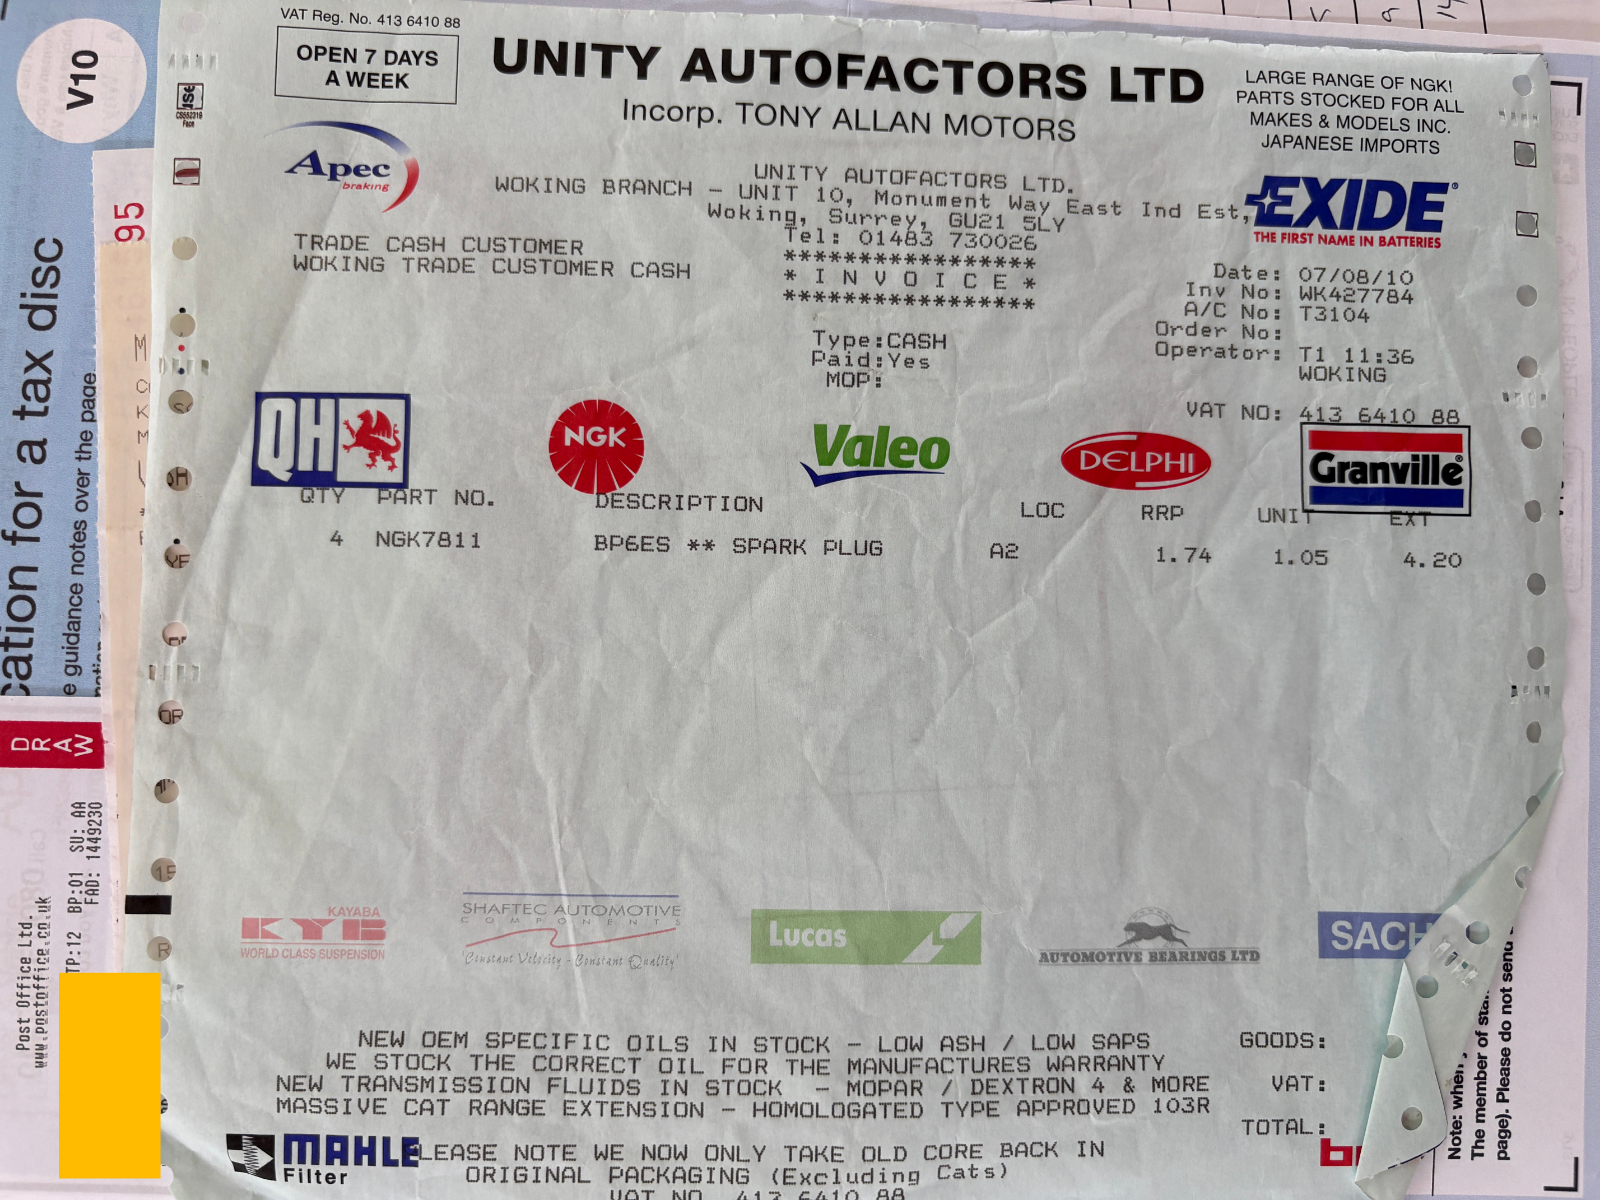 VAT Reg. No. 413 6410 88
OPEN 7 DAYS
A WEEK
UNITY AUTOFACTORS LTD
Incorp. TONY ALLAN MOTORS
LARGE RANGE OF NGK!
PARTS STOCKED FOR ALL
MAKES & MODELS INC.
JAPANESE IMPORTS
Apec
braking
UNITY AUTOFACTORS LTD.
WOKING BRANCH - UNIT 10, Monument Way East Ind Est,
Woking, Surrey, GU21 5LY
Tel: 01483 730026
EXIDE
THE FIRST NAME IN BATTERIES
TRADE CASH CUSTOMER
WOKING TRADE CUSTOMER CASH
*****************
* I N V O I C E *
*****************
Date: 07/08/10
Inv No: WK427784
A/C No: T3104
Order No:
Operator: T1 11:36
WOKING
Type:CASH
Paid:Yes
MOP:
VAT NO: 413 6410 88
QH
NGK
Valeo
DELPHI
Granville
QTY PART NO. DESCRIPTION LOC RRP UNIT EXT
4 NGK7811 BP6ES ** SPARK PLUG A2 1.74 1.05 4.20
KAYABA
KYB
WORLD CLASS SUSPENSION
SHAFTEC AUTOMOTIVE
COMPONENTS
'Constant Velocity - Constant Quality'
Lucas
AUTOMOTIVE BEARINGS LTD
SACH
NEW OEM SPECIFIC OILS IN STOCK - LOW ASH / LOW SAPS
WE STOCK THE CORRECT OIL FOR THE MANUFACTURES WARRANTY
NEW TRANSMISSION FLUIDS IN STOCK - MOPAR / DEXTRON 4 & MORE
MASSIVE CAT RANGE EXTENSION - HOMOLOGATED TYPE APPROVED 103R
GOODS:
VAT:
TOTAL:
MAHLE
Filter
LEASE NOTE WE NOW ONLY TAKE OLD CORE BACK IN
ORIGINAL PACKAGING (Excluding Cats)
VAT NO 413 6410 88
V10
cation for a tax disc
e guidance notes over the page
95
DRAW
Post Office Ltd.
www.postoffice.co.uk
TP:12 BP:01 SU: AA
FAD: 1449230
Note: when
The member of sta
page). Please do not send